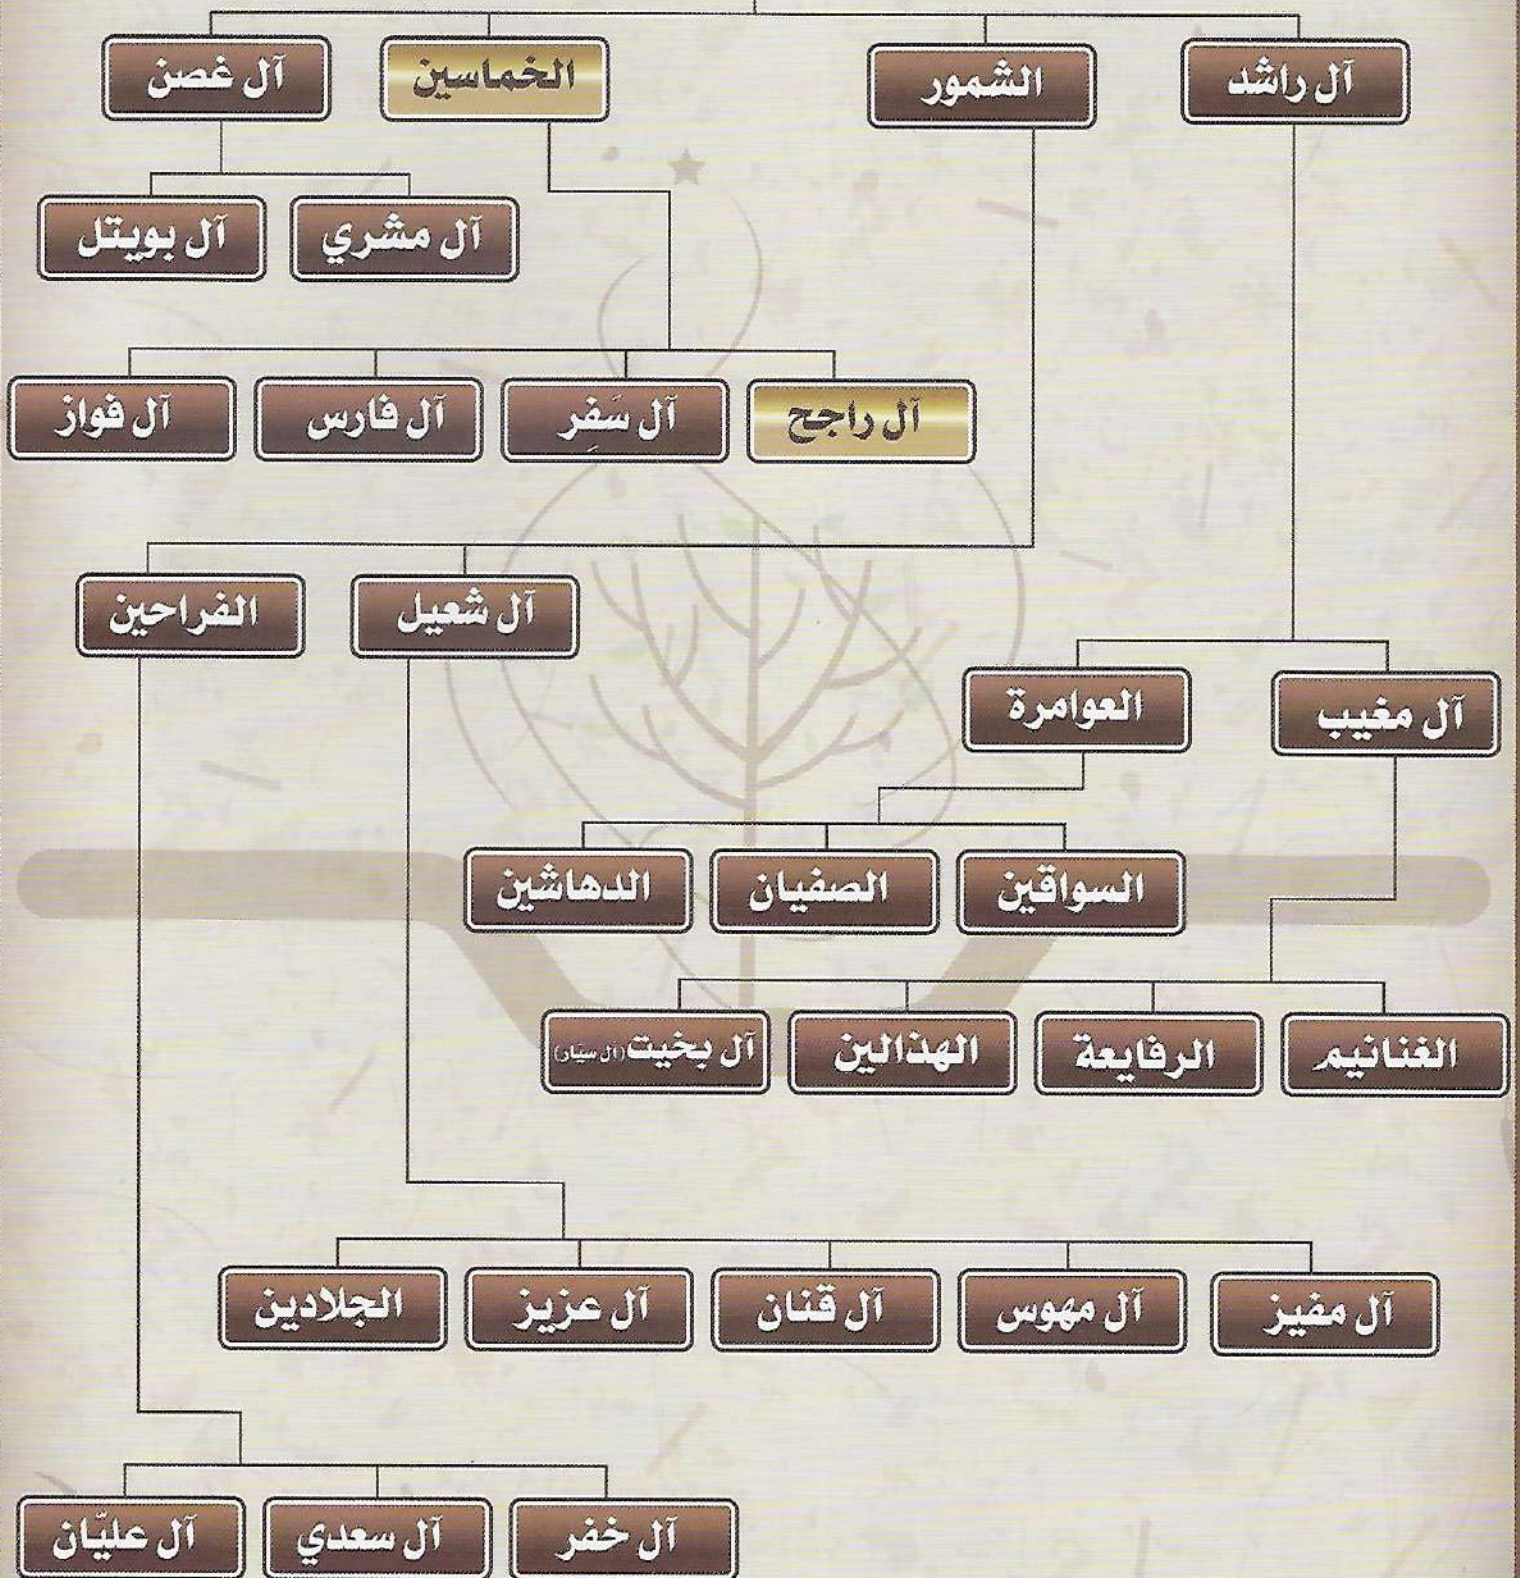 آل راشد
الشمور
الخماسين
آل غصن
آل مشري
آل بويتل
آل راجح
آل سَفِر
آل فارس
آل فواز
آل شعيل
الفراحين
آل مغيب
العوامرة
السواقين
الصفيان
الدهاشين
الغنانيم
الرفايعة
الهذالين
آل بخيت (آل سيّار)
آل مفيز
آل مهوس
آل قنان
آل عزيز
الجلادين
آل خفر
آل سعدي
آل عليّان